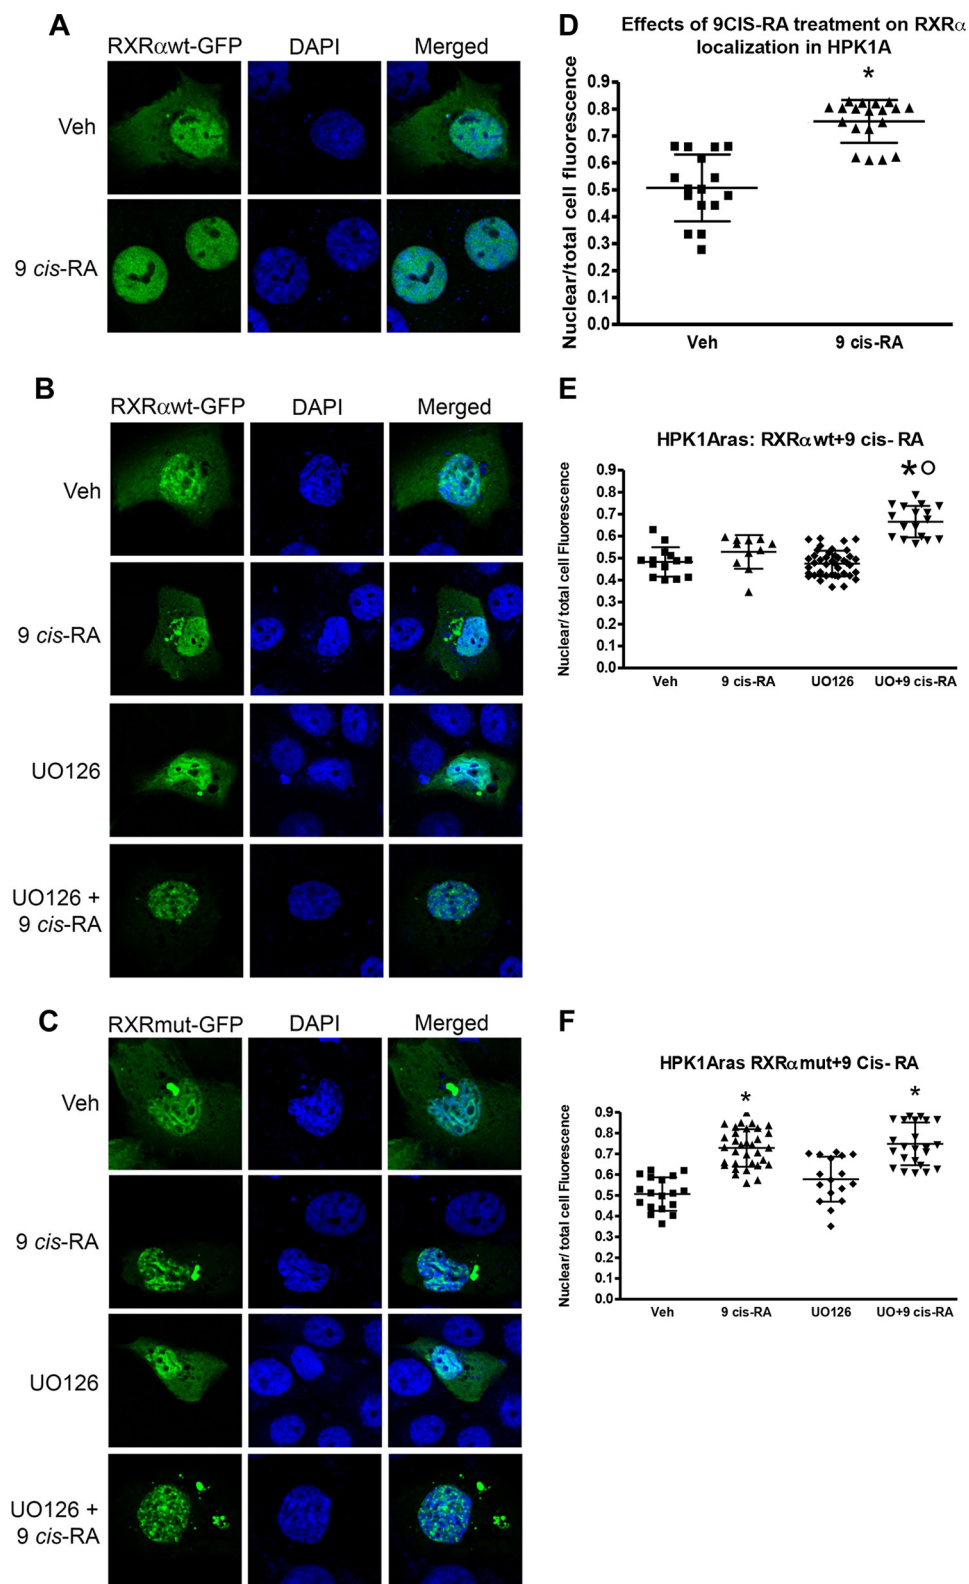 A
RXRαwt-GFP DAPI Merged
Veh
9 cis-RA
B
RXRαwt-GFP DAPI Merged
Veh
9 cis-RA
UO126
UO126 +
9 cis-RA
C
RXRmut-GFP DAPI Merged
Veh
9 cis-RA
UO126
UO126 +
9 cis-RA
D
Effects of 9CIS-RA treatment on RXRα
localization in HPK1A
Nuclear/total cell fluorescence
0.9
0.8
0.7
0.6
0.5
0.4
0.3
0.2
0.1
0.0
*
Veh 9 cis-RA
E
HPK1Aras: RXRαwt+9 cis- RA
Nuclear/ total cell Fluorescence
0.9
0.8
0.7
0.6
0.5
0.4
0.3
0.2
0.1
0.0
* O
Veh 9 cis-RA UO126 UO+9 cis-RA
F
HPK1Aras RXRαmut+9 Cis- RA
Nuclear/ total cell Fluorescence
0.9
0.8
0.7
0.6
0.5
0.4
0.3
0.2
0.1
0.0
* *
Veh 9 cis-RA UO126 UO+9 cis-RA